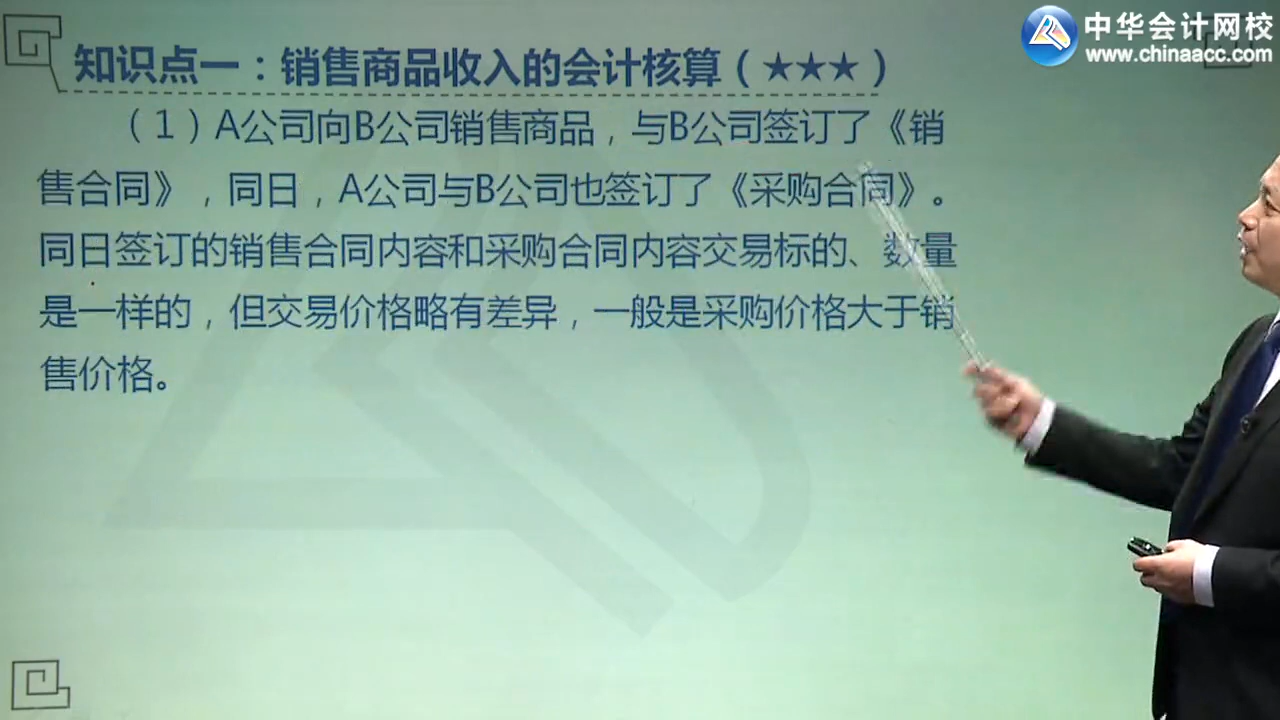 中华会计网校
www.chinaacc.com
知识点一：销售商品收入的会计核算（★★★）
（1）A公司向B公司销售商品，与B公司签订了《销
售合同》，同日，A公司与B公司也签订了《采购合同》。
同日签订的销售合同内容和采购合同内容交易标的、数量
是一样的，但交易价格略有差异，一般是采购价格大于销
售价格。